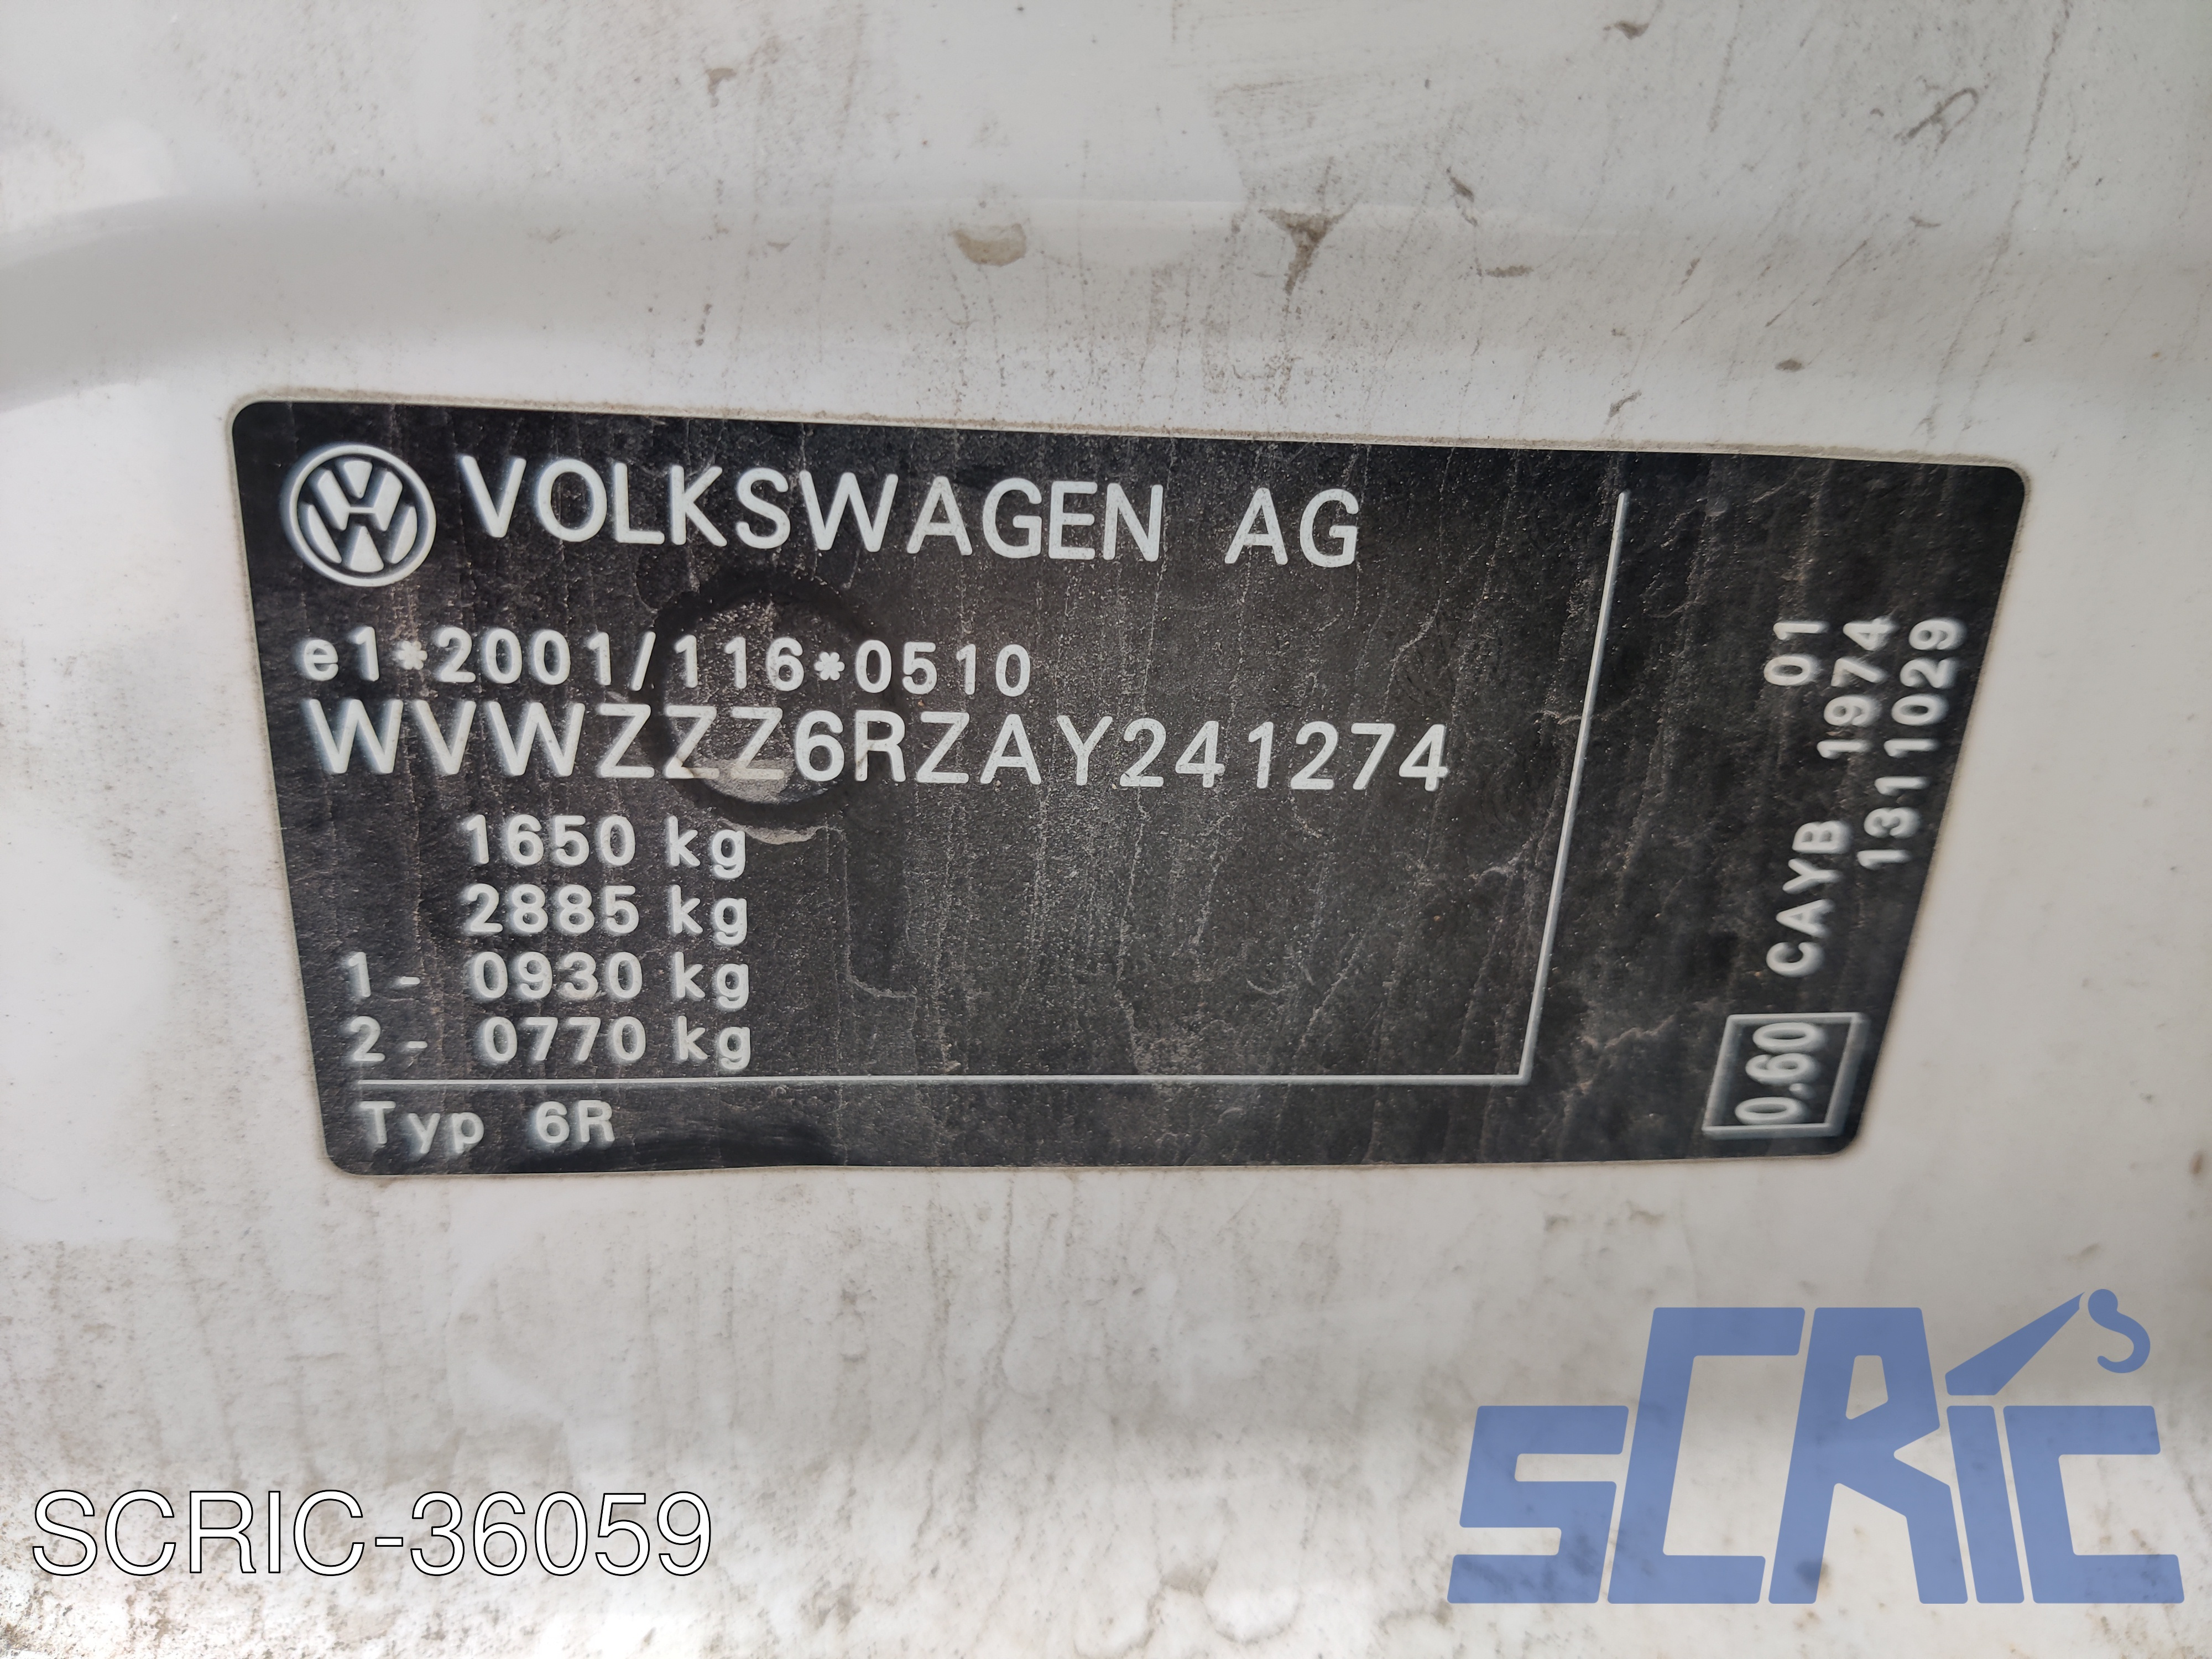 VOLKSWAGEN AG
e1*2001/116*0510
WVWZZZ6RZAY241274
1650 kg
2885 kg
1- 0930 kg
2- 0770 kg
Typ 6R
0.60 CAYB 01
1974
1311029
SCRIC-36059
SCRIC